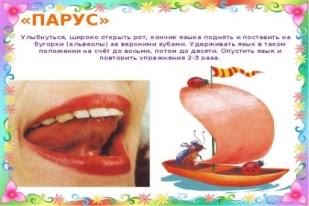 «ПАРУС»
Улыбнуться, широко открыть рот, кончик языка поднять и поставить на
бугорки (альвеолы) за верхними зубами. Удерживать язык в таком
положении на счёт до восьми, потом до десяти. Опустить язык и
повторить упражнение 2-3 раза.